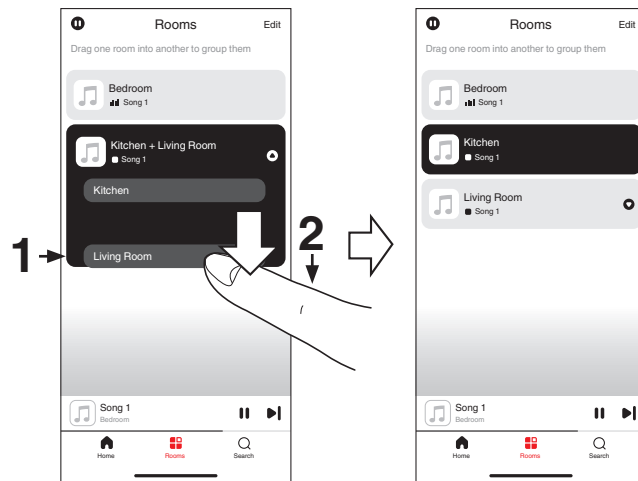 Rooms
Edit
Drag one room into another to group them
Bedroom
Song 1
Kitchen + Living Room
Song 1
Kitchen
Living Room
1
2
Song 1
Bedroom
Home
Rooms
Search
Rooms
Edit
Drag one room into another to group them
Bedroom
Song 1
Kitchen
Song 1
Living Room
Song 1
Song 1
Bedroom
Home
Rooms
Search